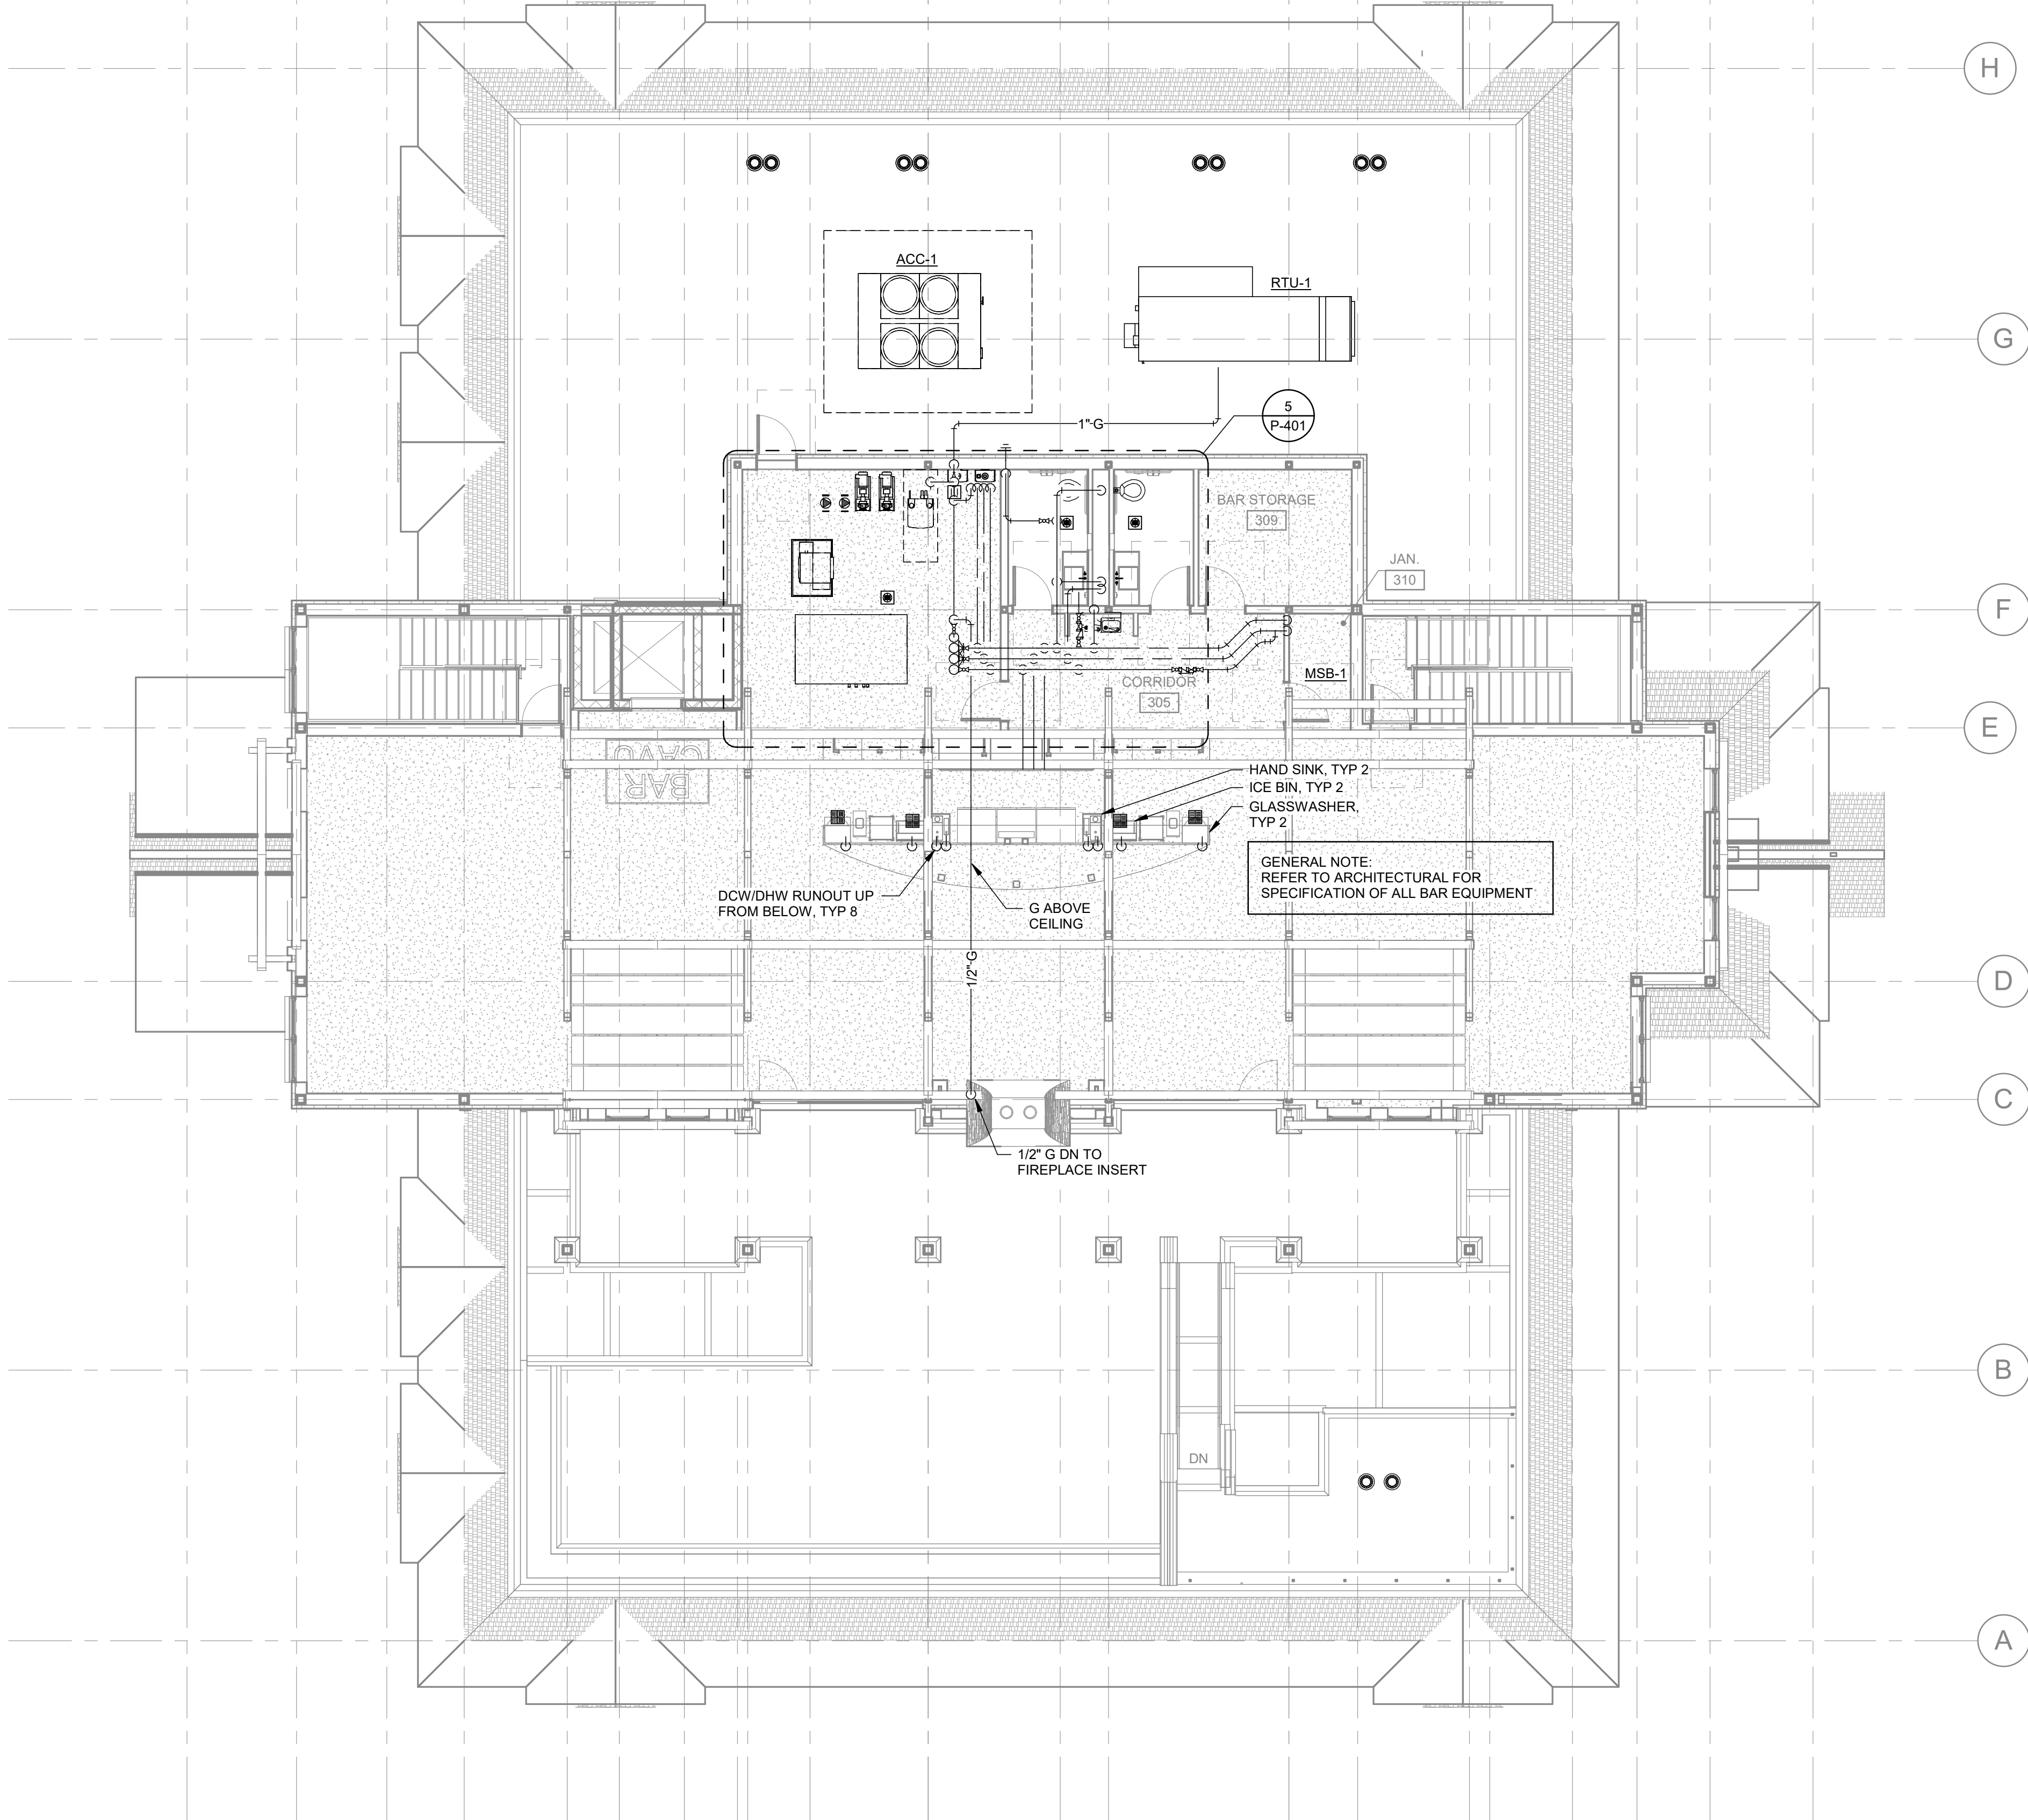 H
ACC-1
RTU-1
G
5
P-401
1"-G
BAR STORAGE
309
JAN.
310
F
MSB-1
CORRIDOR
305
E
BAR
CAVU
HAND SINK, TYP 2
ICE BIN, TYP 2
GLASSWASHER,
TYP 2
GENERAL NOTE:
REFER TO ARCHITECTURAL FOR
SPECIFICATION OF ALL BAR EQUIPMENT
DCW/DHW RUNOUT UP
FROM BELOW, TYP 8
G ABOVE
CEILING
1/2"-G
D
C
1/2" G DN TO
FIREPLACE INSERT
B
DN
A